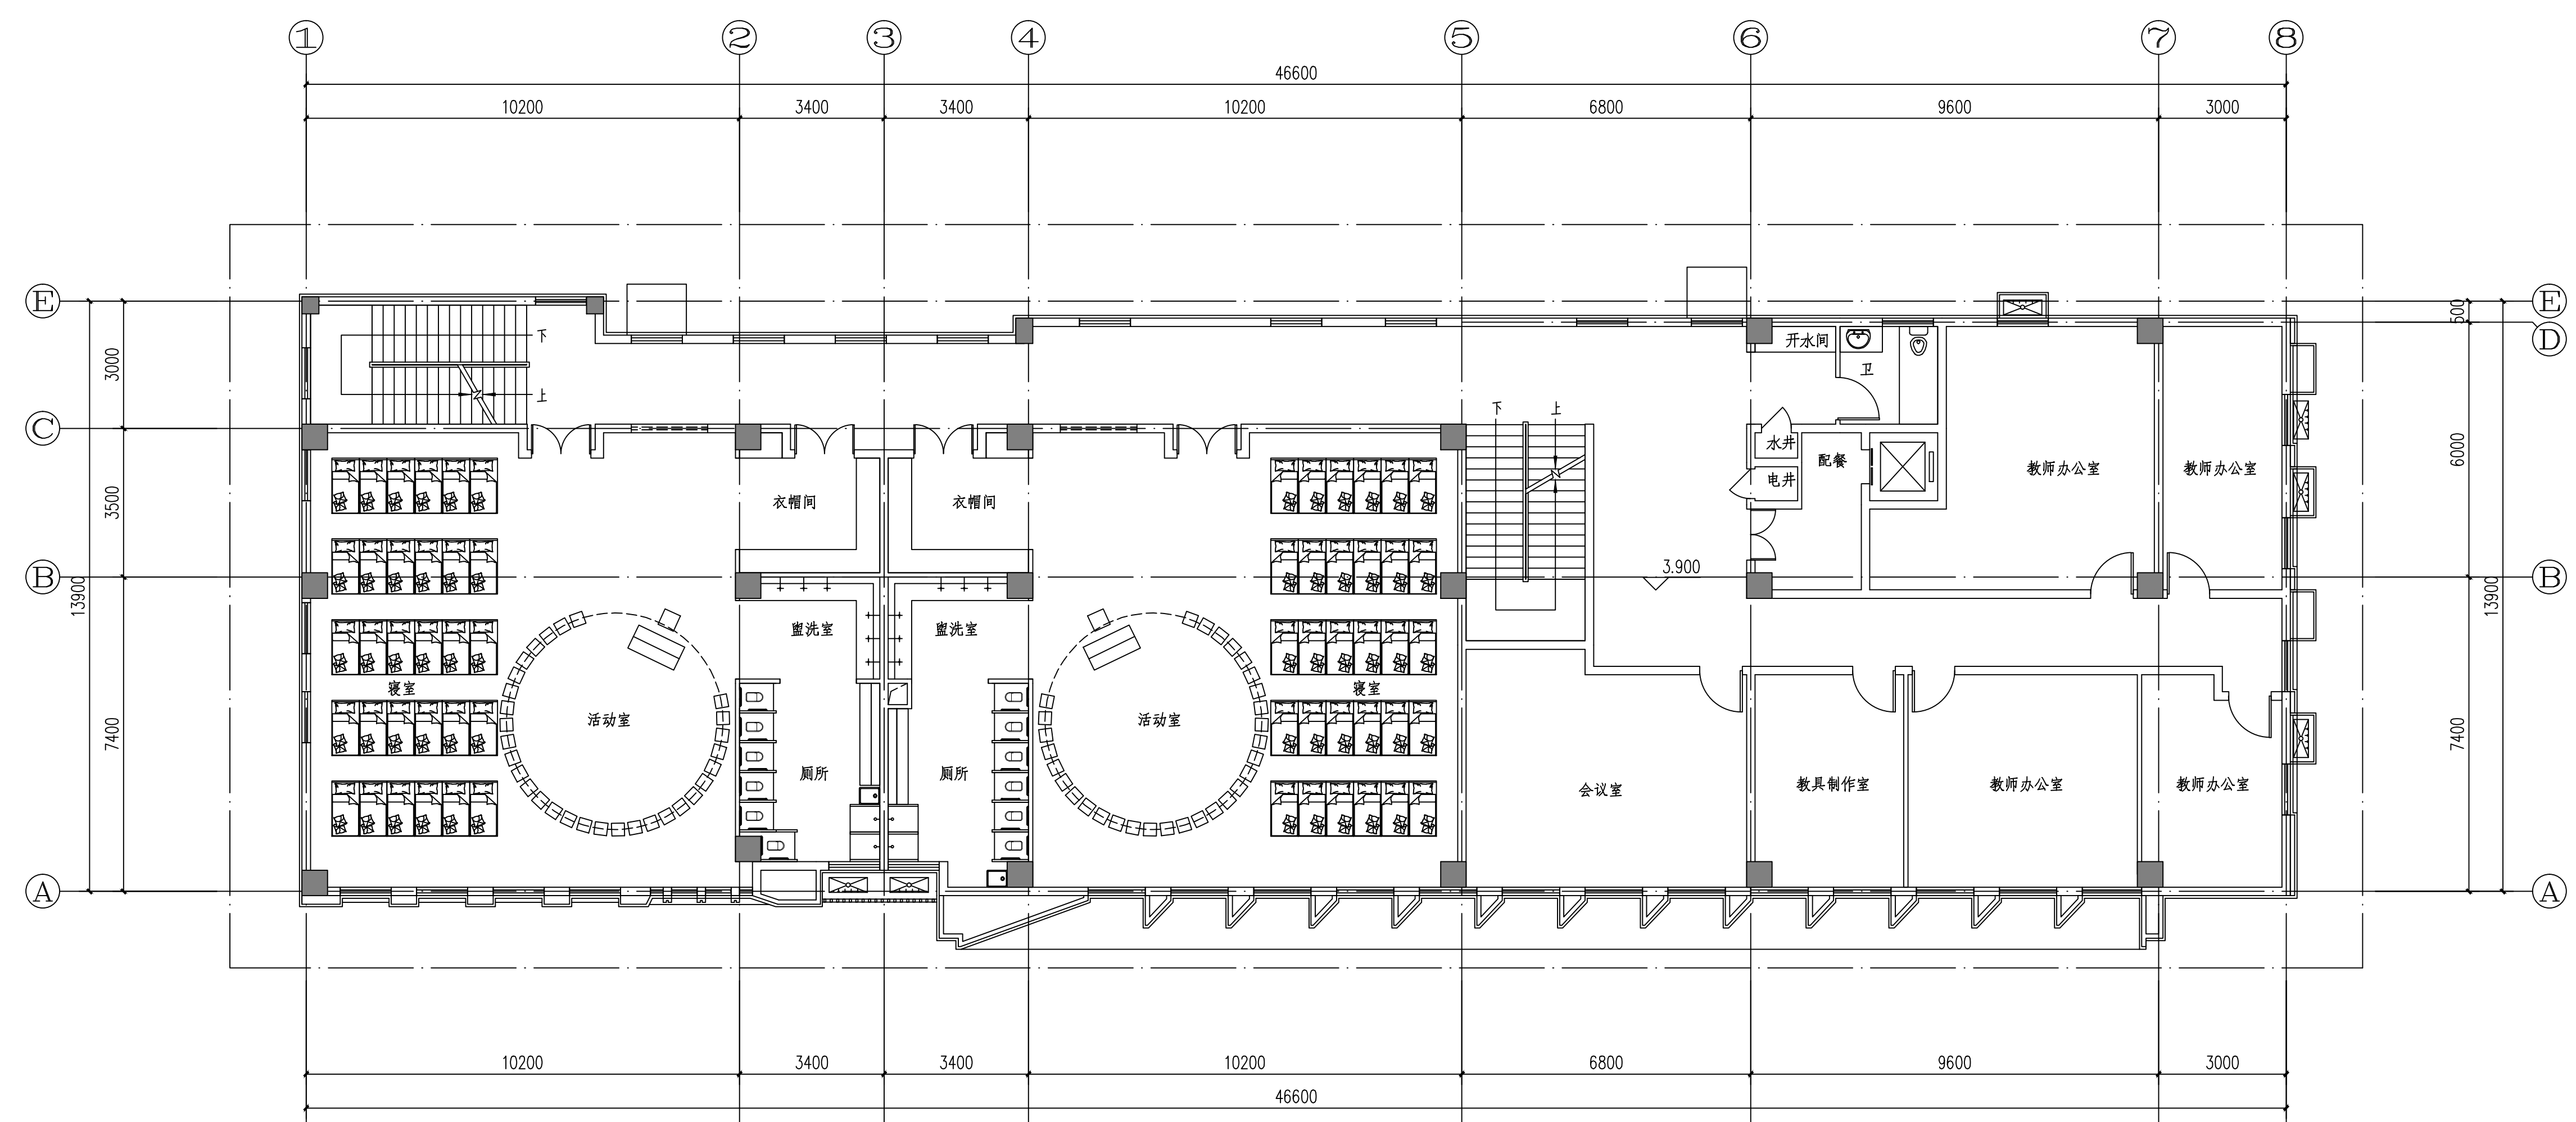 1 2 3 4 5 6 7 8
46600
10200 3400 3400 10200 6800 9600 3000
E E
500
D
下
开水间
卫
3000
上
C
下 上
水井
配餐
6000
教师办公室 教师办公室
电井
3500
衣帽间 衣帽间
3.900
B B
13900 13900
盥洗室 盥洗室
寝室 寝室
活动室 活动室
7400 7400
厕所 厕所
会议室 教具制作室 教师办公室 教师办公室
A A
10200 3400 3400 10200 6800 9600 3000
46600